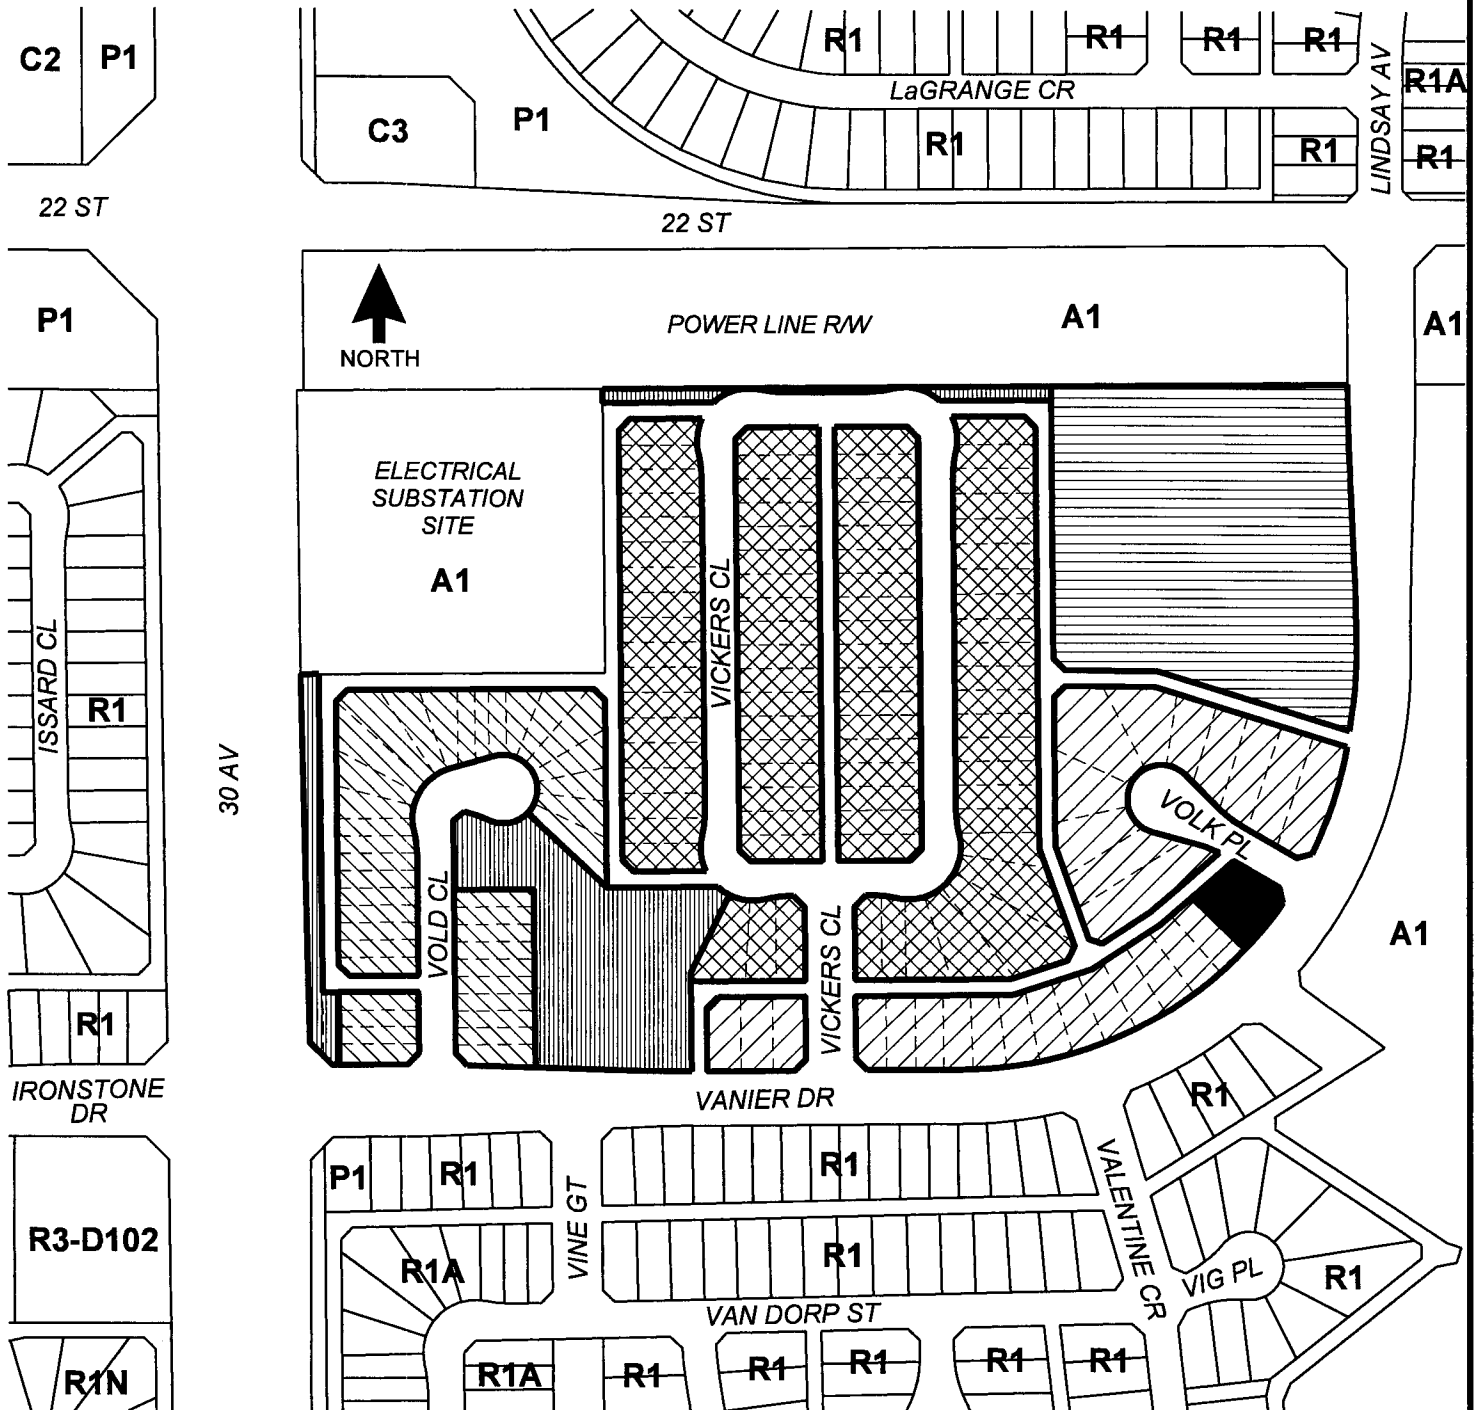 C2
P1
R1
R1
R1
R1
LaGRANGE CR
LINDSAY AV
R1A
C3
P1
R1
R1
R1
22 ST
22 ST
P1
NORTH
POWER LINE R/W
A1
A1
ELECTRICAL
SUBSTATION
SITE
A1
VICKERS CL
ISSARD CL
R1
30 AV
VOLK PL
VOLD CL
VICKERS CL
A1
R1
IRONSTONE
DR
VANIER DR
R1
P1
R1
R1
VINE GT
VALENTINE CR
R3-D102
R1A
R1
VIG PL
R1
VAN DORP ST
R1N
R1A
R1
R1
R1
R1
R1